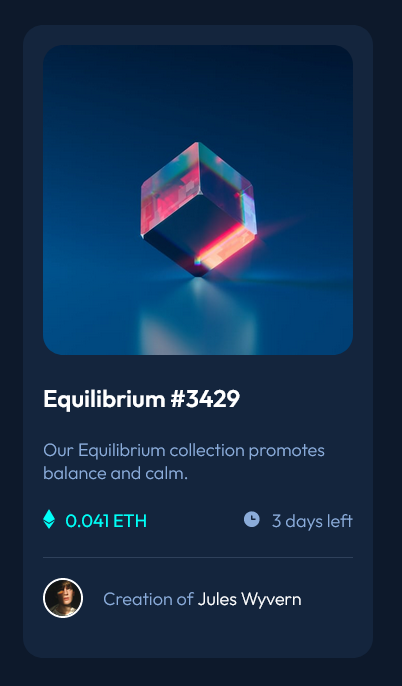 Equilibrium #3429
Our Equilibrium collection promotes
balance and calm.
0.041 ETH
3 days left
Creation of Jules Wyvern